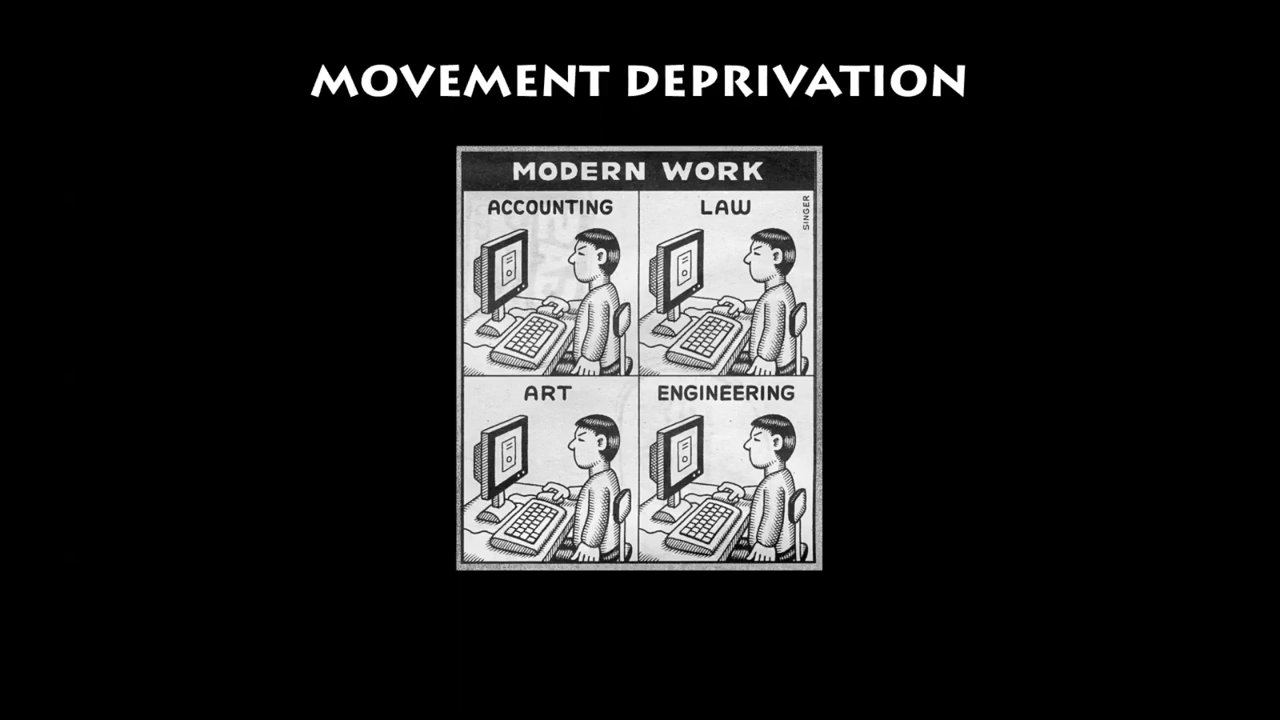 MOVEMENT DEPRIVATION
MODERN WORK
ACCOUNTING
LAW
SINGER
ART
ENGINEERING